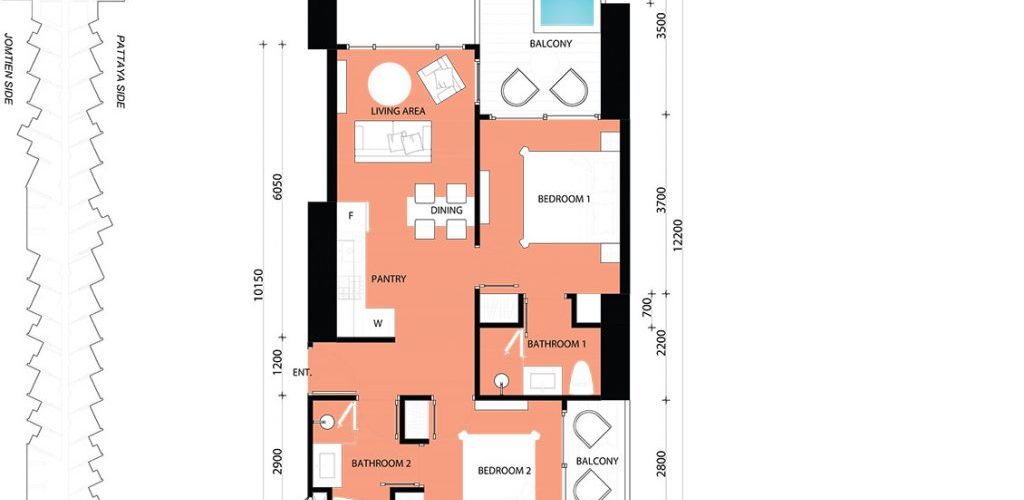 JOMTIEN SIDE
PATTAYA SIDE
BALCONY
3500
LIVING AREA
6050
DINING
BEDROOM 1
3700
F
12200
10150
PANTRY
W
700
1200
BATHROOM 1
2200
ENT.
2900
BATHROOM 2
BEDROOM 2
BALCONY
2800